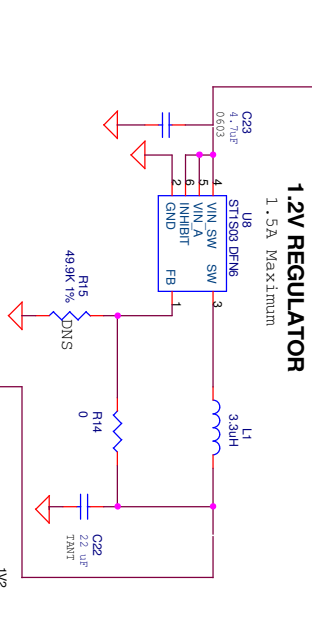 1.2V REGULATOR
1.5A Maximum
C23
4.7uF
0603
U8
ST1S03 DFN6
4
5
6
2
VIN_SW
VIN_A
INHIBIT
GND
SW
FB
3
1
L1
3.3uH
R15
49.9K 1%
DNS
R14
0
C22
22 uF
TANT
1V2